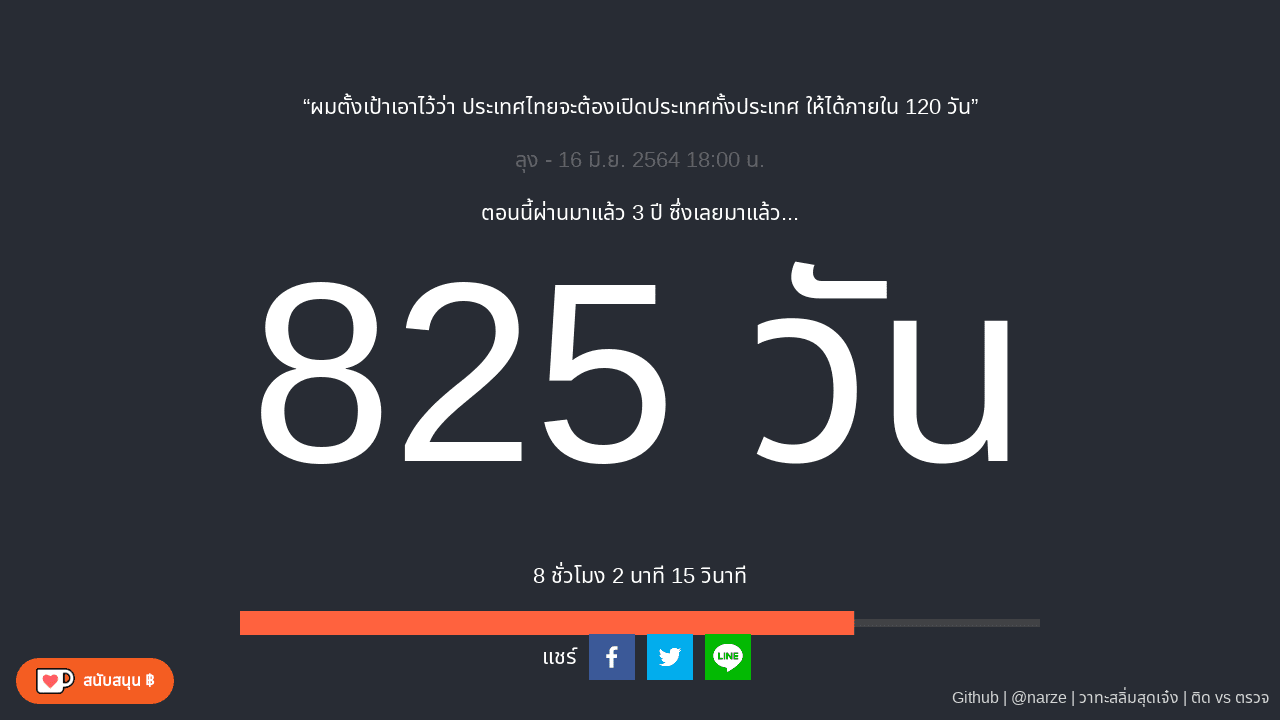 “ผมตั้งเป้าเอาไว้ว่า ประเทศไทยจะต้องเปิดประเทศทั้งประเทศ ให้ได้ภายใน 120 วัน”
ลุง - 16 มิ.ย. 2564 18:00 น.
ตอนนี้ผ่านมาแล้ว 3 ปี ซึ่งเลยมาแล้ว...
825 วัน
8 ชั่วโมง 2 นาที 15 วินาที
แชร์ LINE
สนับสนุน ฿
Github | @narze | วาทะสลิ่มสุดเจ๋ง | ติด vs ตรวจ